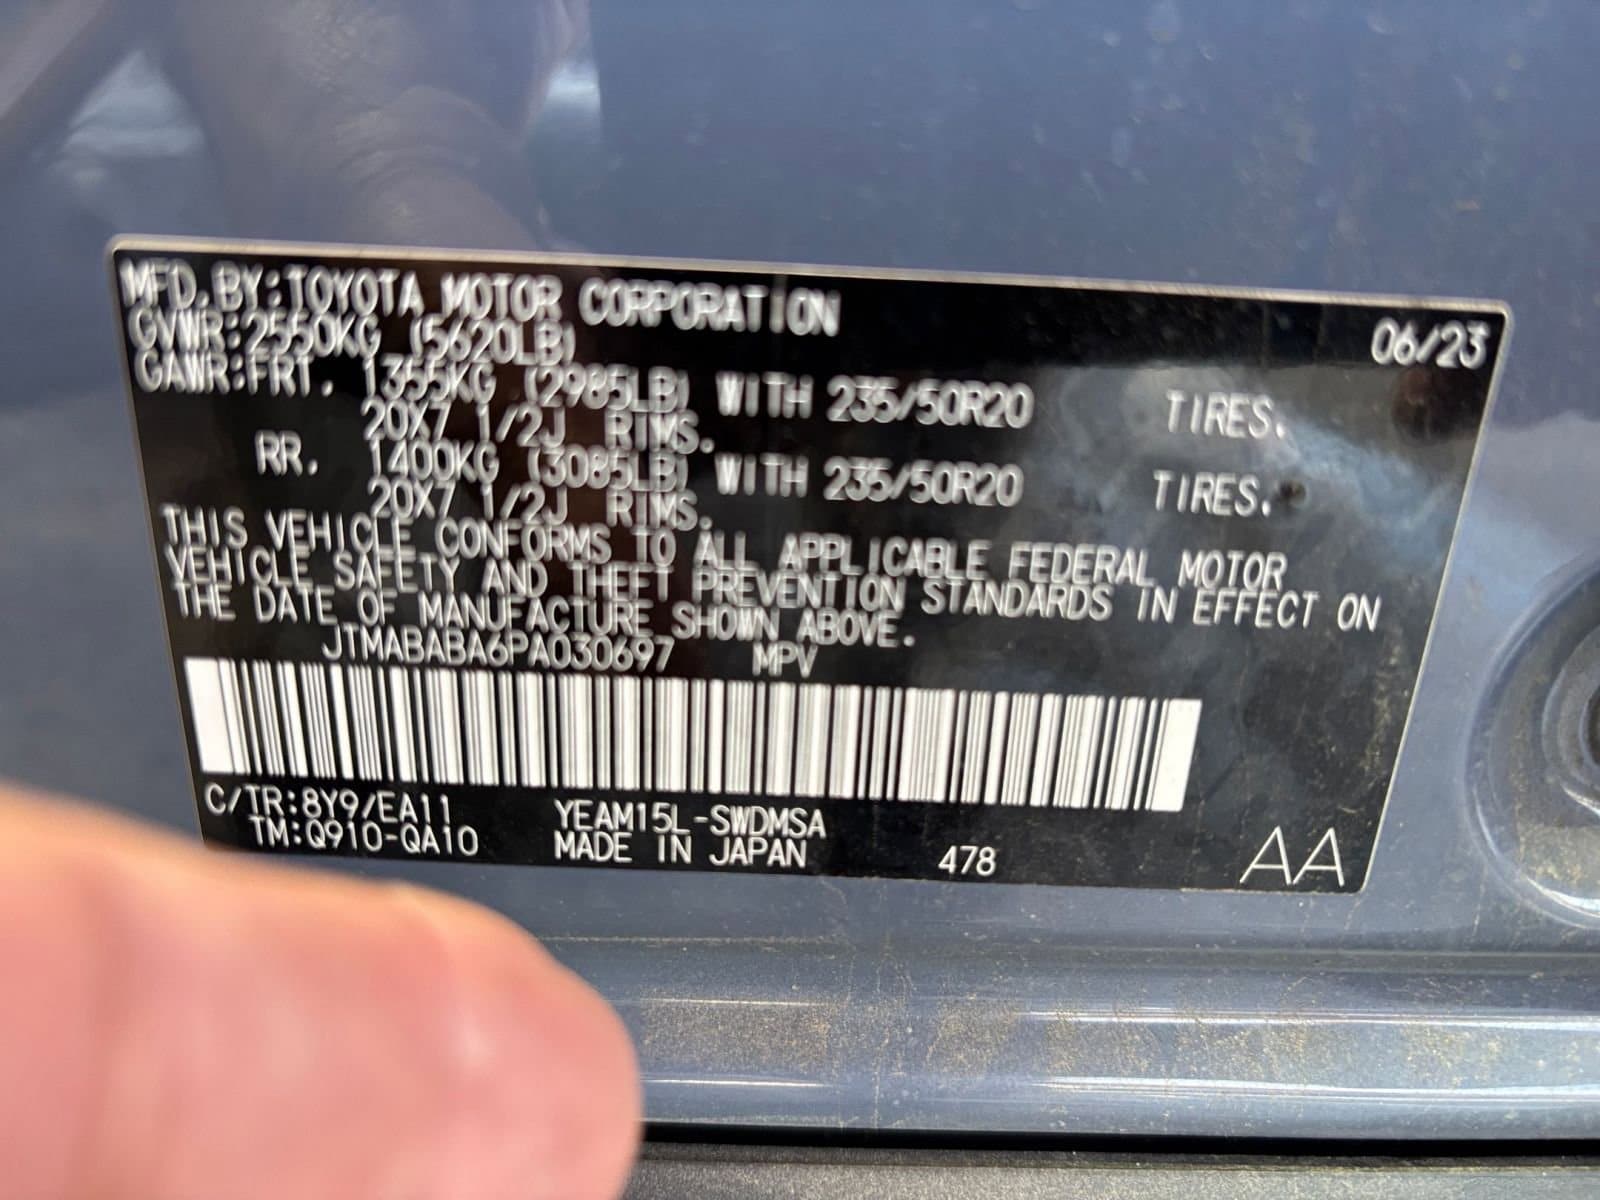 MFD.BY:TOYOTA MOTOR CORPORATION 06/23
GVWR:2550KG (5620LB)
GAWR:FRT. 1355KG (2985LB) WITH 235/50R20 TIRES.
20X7 1/2J RIMS.
RR. 1400KG (3085LB) WITH 235/50R20 TIRES.
20X7 1/2J RIMS.
THIS VEHICLE CONFORMS TO ALL APPLICABLE FEDERAL MOTOR
VEHICLE SAFETY AND THEFT PREVENTION STANDARDS IN EFFECT ON
THE DATE OF MANUFACTURE SHOWN ABOVE.
JTMABABA6PA030697 MPV
C/TR:8Y9/EA11 YEAM15L-SWDMSA
TM:Q910-QA10 MADE IN JAPAN 478 AA